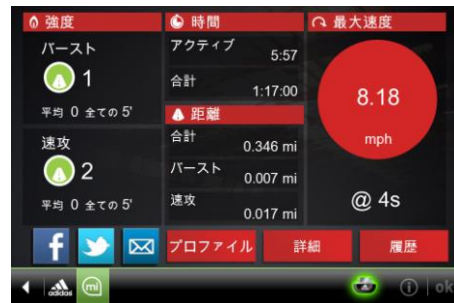 強度
バースト
1
平均 0 全ての 5'
速攻
2
平均 0 全ての 5'
時間
アクティブ
5:57
合計
1:17:00
距離
合計
0.346 mi
バースト
0.007 mi
速攻
0.017 mi
最大速度
8.18
mph
@ 4s
f
プロファイル
詳細
履歴
adidas
mi
ok